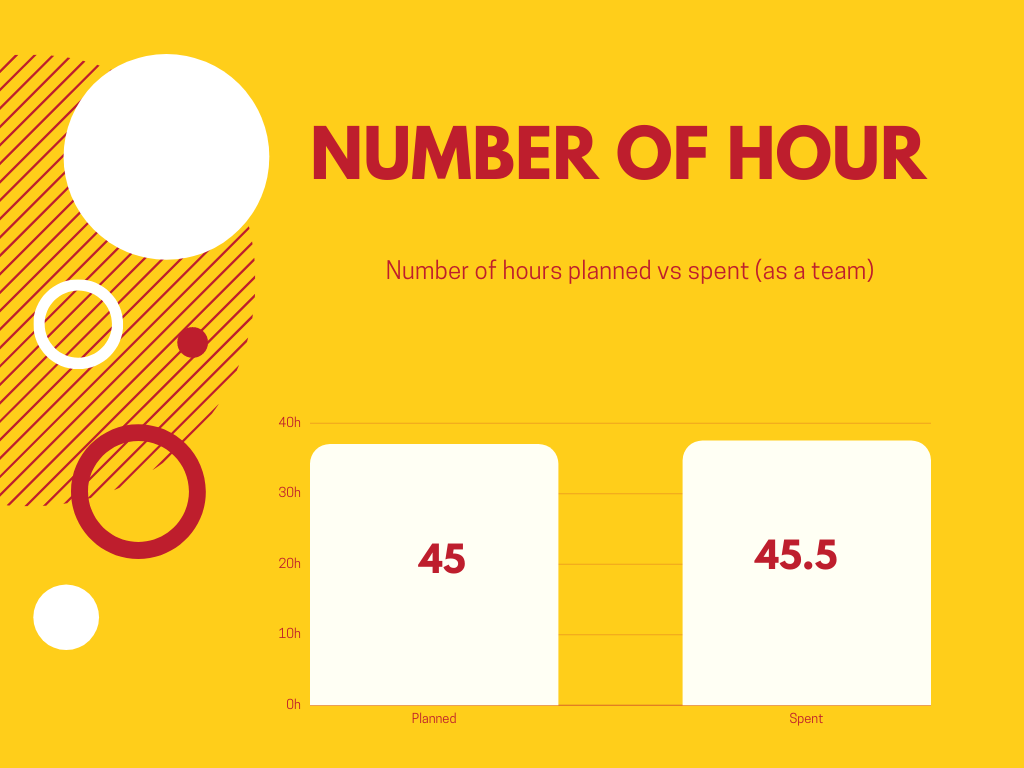 NUMBER OF HOUR
Number of hours planned vs spent (as a team)
40h
30h
20h
10h
0h
45
45.5
Planned
Spent